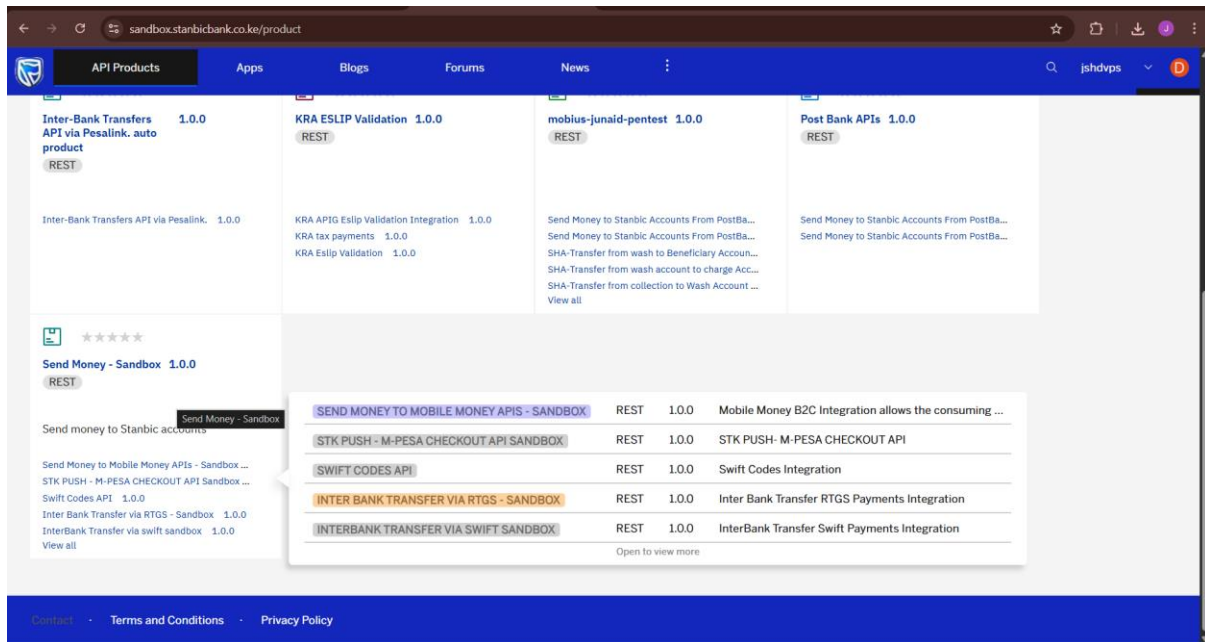 sandbox.stanbicbank.co.ke/product
API Products Apps Blogs Forums News jshdvps D
Inter-Bank Transfers API via Pesalink. auto product 1.0.0
REST
Inter-Bank Transfers API via Pesalink. 1.0.0
KRA ESLIP Validation 1.0.0
REST
KRA APIG Eslip Validation Integration 1.0.0
KRA tax payments 1.0.0
KRA Eslip Validation 1.0.0
mobius-junaid-pentest 1.0.0
REST
Send Money to Stanbic Accounts From PostBa...
Send Money to Stanbic Accounts From PostBa...
SHA-Transfer from wash to Beneficiary Accoun...
SHA-Transfer from wash account to charge Acc...
SHA-Transfer from collection to Wash Account ...
View all
Post Bank APIs 1.0.0
REST
Send Money to Stanbic Accounts From PostBa...
Send Money to Stanbic Accounts From PostBa...
Send Money - Sandbox 1.0.0
REST
Send Money - Sandbox
Send money to Stanbic accounts
Send Money to Mobile Money APIs - Sandbox ...
STK PUSH - M-PESA CHECKOUT API Sandbox ...
Swift Codes API 1.0.0
Inter Bank Transfer via RTGS - Sandbox 1.0.0
InterBank Transfer via swift sandbox 1.0.0
View all
SEND MONEY TO MOBILE MONEY APIS - SANDBOX REST 1.0.0 Mobile Money B2C Integration allows the consuming ...
STK PUSH - M-PESA CHECKOUT API SANDBOX REST 1.0.0 STK PUSH- M-PESA CHECKOUT API
SWIFT CODES API REST 1.0.0 Swift Codes Integration
INTER BANK TRANSFER VIA RTGS - SANDBOX REST 1.0.0 Inter Bank Transfer RTGS Payments Integration
INTERBANK TRANSFER VIA SWIFT SANDBOX REST 1.0.0 InterBank Transfer Swift Payments Integration
Open to view more
Contact · Terms and Conditions · Privacy Policy